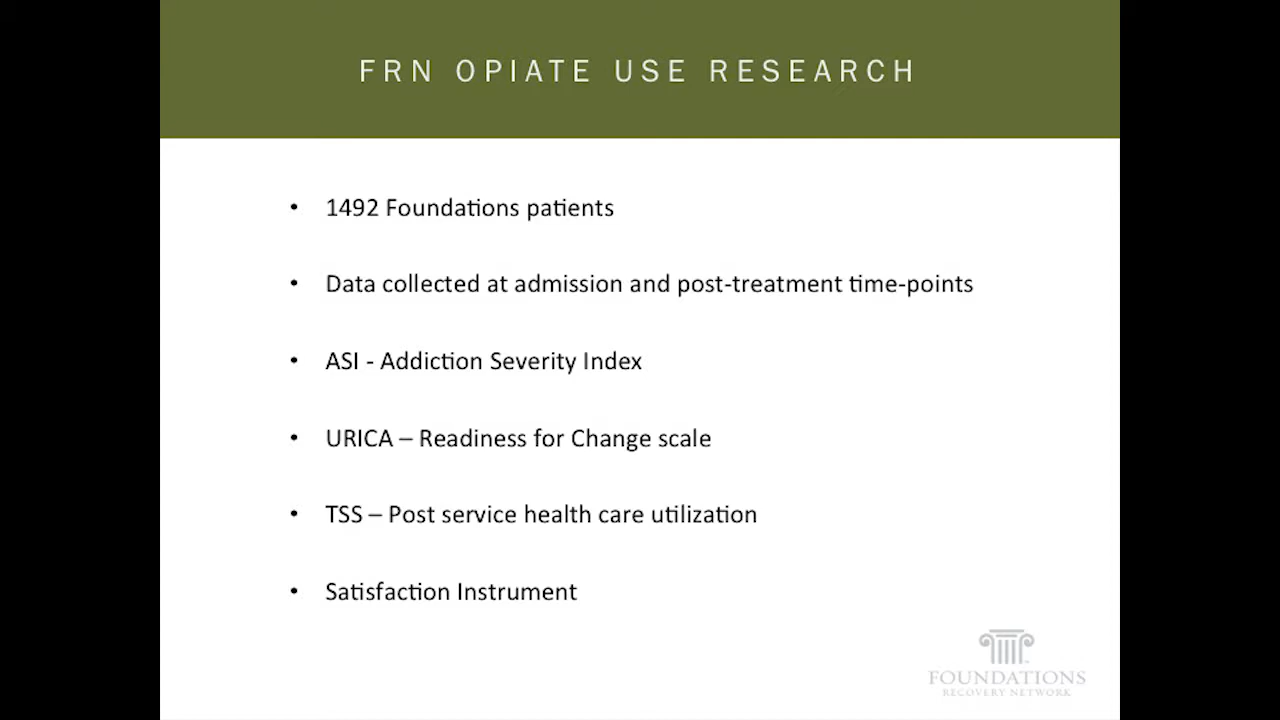 FRN OPIATE USE RESEARCH
• 1492 Foundations patients
• Data collected at admission and post-treatment time-points
• ASI - Addiction Severity Index
• URICA – Readiness for Change scale
• TSS – Post service health care utilization
• Satisfaction Instrument
FOUNDATIONS
RECOVERY NETWORK